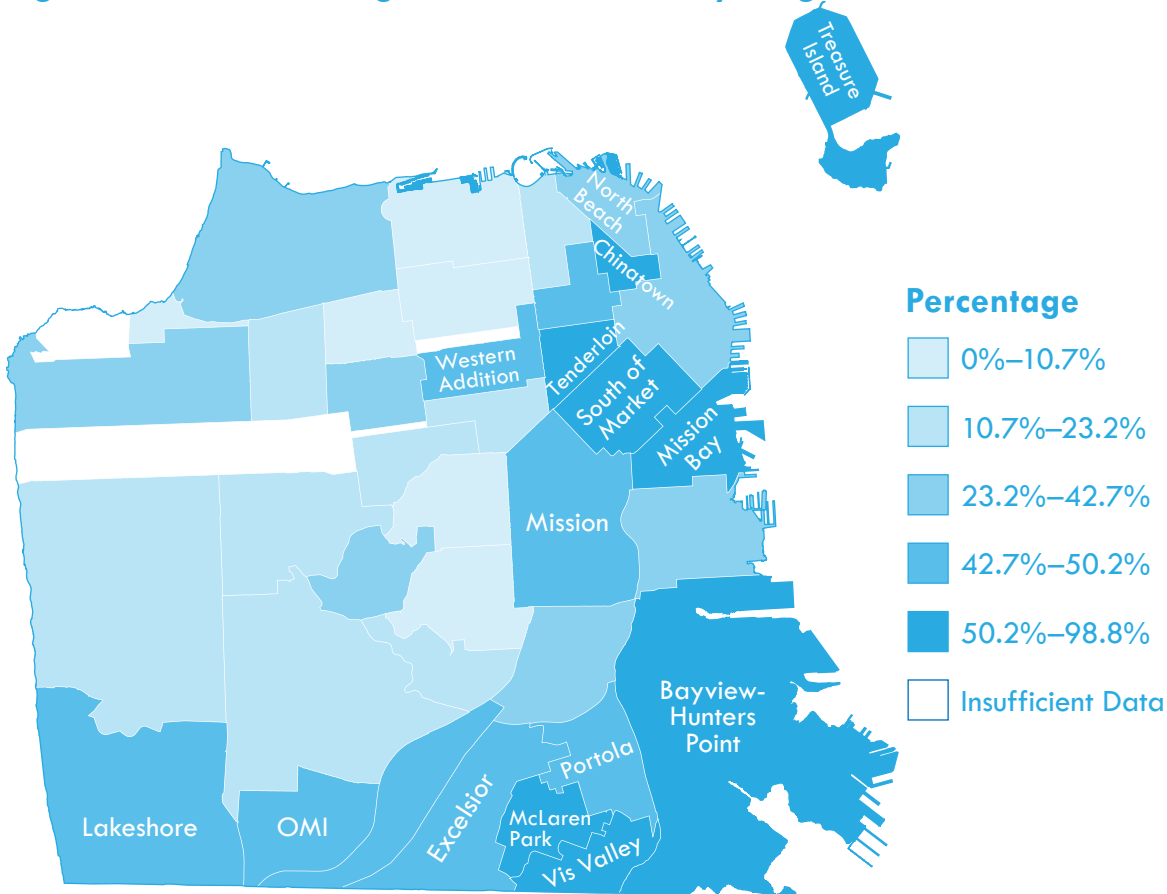 Treasure
Island
North
Beach
Chinatown
Western
Addition
Tenderloin
South of
Market
Mission
Bay
Mission
Bayview-
Hunters
Point
Portola
Excelsior
McLaren
Park
Vis Valley
Lakeshore
OMI
Percentage
0%–10.7%
10.7%–23.2%
23.2%–42.7%
42.7%–50.2%
50.2%–98.8%
Insufficient Data